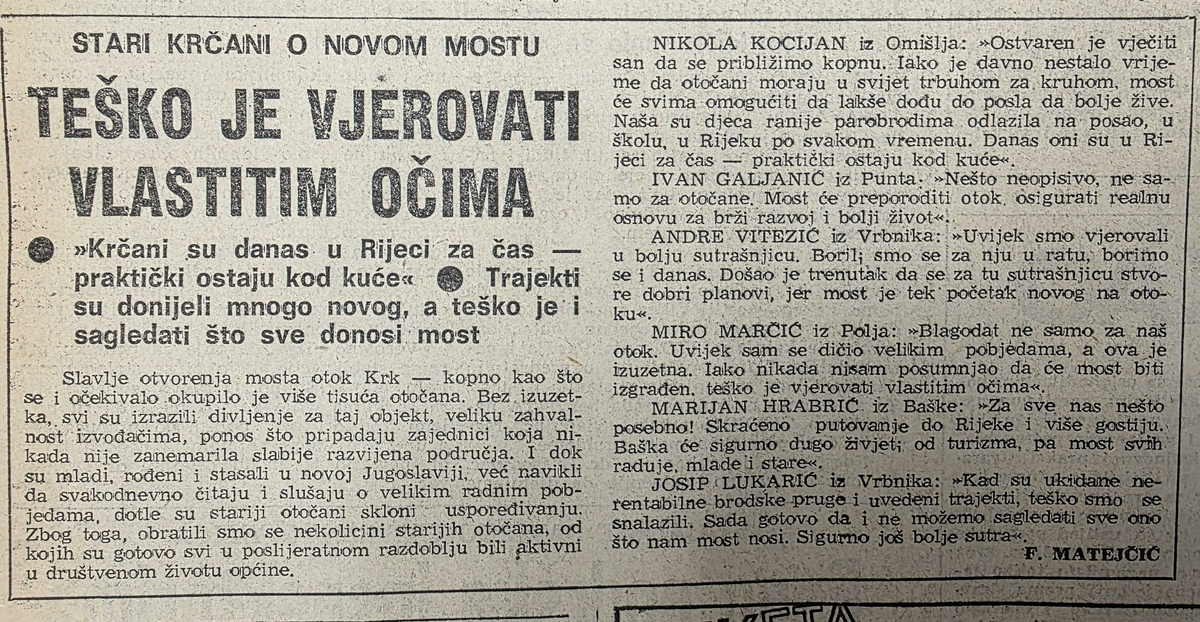 STARI KRČANI O NOVOM MOSTU
TEŠKO JE VJEROVATI
VLASTITIM OČIMA
● »Krčani su danas u Rijeci za čas —
praktički ostaju kod kuće« ● Trajekti
su donijeli mnogo novog, a teško je i
sagledati što sve donosi most
Slavlje otvorenja mosta otok Krk — kopno kao što
se i očekivalo okupilo je više tisuća otočana. Bez izuzet-
ka, svi su izrazili divljenje za taj objekt, veliku zahval-
nost izvođačima, ponos što pripadaju zajednici koja ni-
kada nije zanemarila slabije razvijena područja. I dok
su mladi, rođeni i stasali u novoj Jugoslaviji, već navikli
da svakodnevno čitaju i slušaju o velikim radnim pob-
jedama, dotle su stariji otočani skloni uspoređivanju.
Zbog toga, obratili smo se nekolicini starijih otočana, od
kojih su gotovo svi u poslijeratnom razdoblju bili aktivni
u društvenom životu općine.
NIKOLA KOCIJAN iz Omišlja: »Ostvaren je vječiti
san da se približimo kopnu. Iako je davno nestalo vrije-
me da otočani moraju u svijet trbuhom za kruhom, most
će svima omogućiti da lakše dođu do posla da bolje žive.
Naša su djeca ranije parobrodima odlazila na posao, u
školu, u Rijeku po svakom vremenu. Danas oni su u Ri-
jeci za čas — praktički ostaju kod kuće«.
IVAN GALJANIĆ iz Punta: »Nešto neopisivo, ne sa-
mo za otočane. Most će preporoditi otok, osigurati realnu
osnovu za brži razvoj i bolji život«.
ANDRE VITEZIĆ iz Vrbnika: »Uvijek smo vjerovali
u bolju sutrašnjicu. Borili smo se za nju u ratu, borimo
se i danas. Došao je trenutak da se za tu sutrašnjicu stvo-
re dobri planovi, jer most je tek početak novog na oto-
ku«.
MIRO MARČIĆ iz Polja: »Blagodat ne samo za naš
otok. Uvijek sam se dičio velikim pobjedama, a ova je
izuzetna. Iako nikada nisam posumnjao da će most biti
izgrađen, teško je vjerovati vlastitim očima«.
MARIJAN HRABRIĆ iz Baške: »Za sve nas nešto
posebno! Skraćeno putovanje do Rijeke i više gostiju.
Baška će sigurno dugo živjeti od turizma, pa most svih
raduje, mlade i stare«.
JOSIP LUKARIĆ iz Vrbnika: »Kad su ukidane ne-
rentabilne brodske pruge i uvedeni trajekti, teško smo se
snalazili. Sada gotovo da i ne možemo sagledati sve ono
što nam most nosi. Sigurno još bolje sutra«.
F. MATEJČIĆ